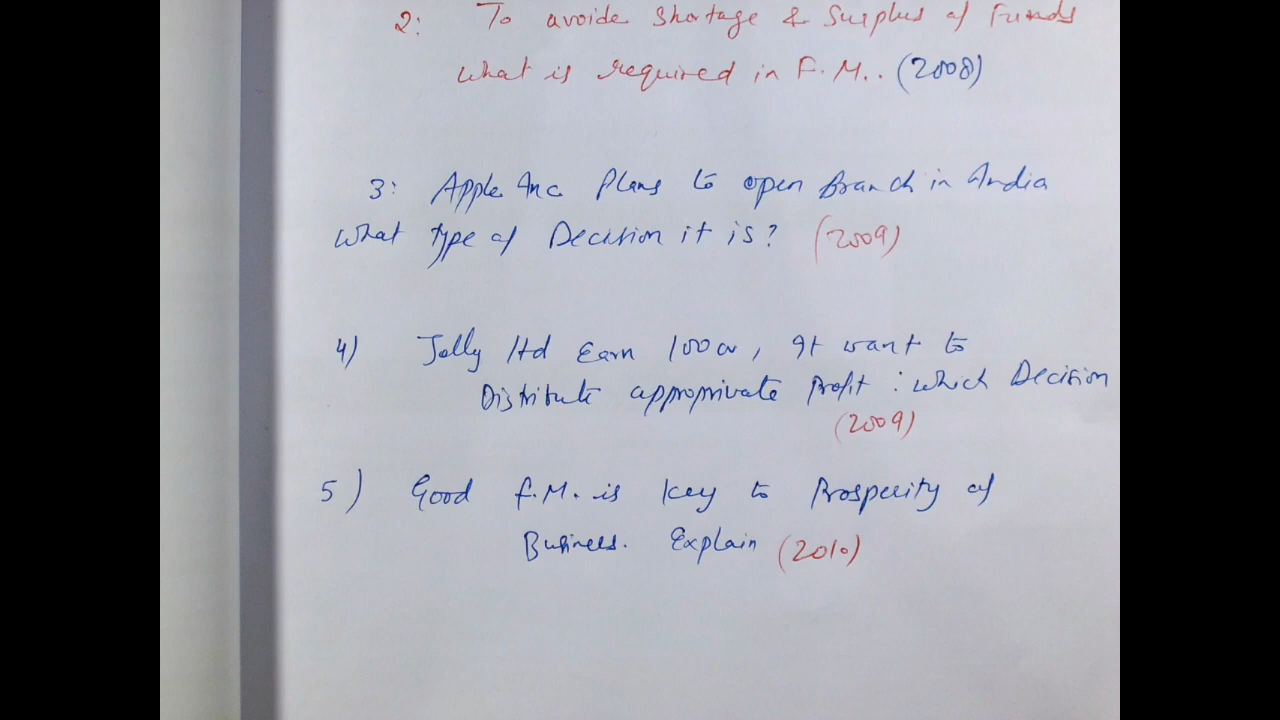 2: To avoide Shortage & Surplus of Funds
what is required in F.M.. (2008)
3: Apple Inc Plans to open Branch in India
what type of Decision it is? (2009)
4) Jolly ltd Earn 100cr, It want to
Distribute approprivate Profit : which Decision
(2009)
5) Good F.M. is key to Prosperity of
Business. Explain (2010)